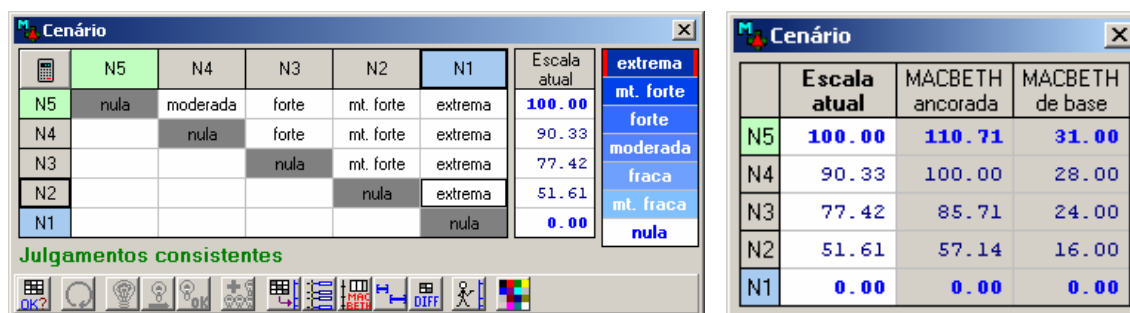 Cenário
N5 N4 N3 N2 N1 Escala atual
N5 nula moderada forte mt. forte extrema 100.00
N4 nula forte mt. forte extrema 90.33
N3 nula mt. forte extrema 77.42
N2 nula extrema 51.61
N1 nula 0.00
extrema
mt. forte
forte
moderada
fraca
mt. fraca
nula
Julgamentos consistentes
OK? OK MAC BETH DIFF
Cenário
Escala atual MACBETH ancorada MACBETH de base
N5 100.00 110.71 31.00
N4 90.33 100.00 28.00
N3 77.42 85.71 24.00
N2 51.61 57.14 16.00
N1 0.00 0.00 0.00